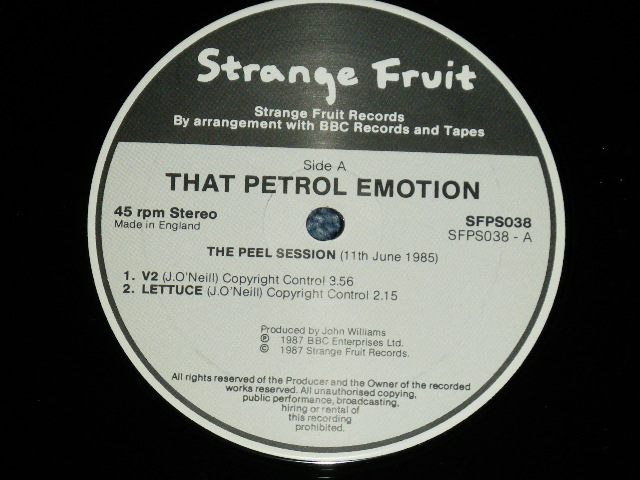 Strange Fruit
Strange Fruit Records
By arrangement with BBC Records and Tapes
Side A
THAT PETROL EMOTION
45 rpm Stereo
Made in England
SFPS038
SFPS038 - A
THE PEEL SESSION (11th June 1985)
1. V2 (J.O'Neill) Copyright Control 3.56
2. LETTUCE (J.O'Neill) Copyright Control 2.15
Produced by John Williams
℗ 1987 BBC Enterprises Ltd.
© 1987 Strange Fruit Records.
All rights reserved of the Producer and the Owner of the recorded
works reserved. All unauthorised copying,
public performance, broadcasting,
hiring or rental of
this recording
prohibited.